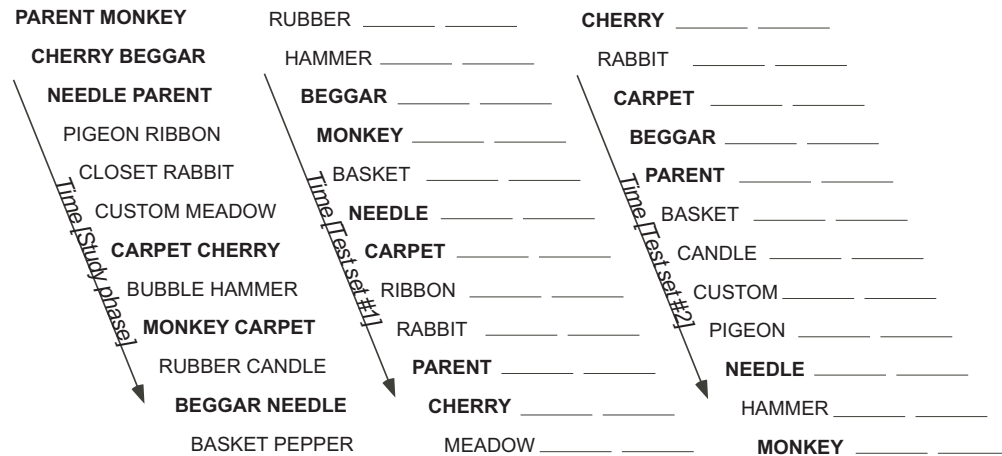 PARENT MONKEY
CHERRY BEGGAR
NEEDLE PARENT
PIGEON RIBBON
CLOSET RABBIT
CUSTOM MEADOW
CARPET CHERRY
BUBBLE HAMMER
MONKEY CARPET
RUBBER CANDLE
BEGGAR NEEDLE
BASKET PEPPER
Time [Study phase]
RUBBER
HAMMER
BEGGAR
MONKEY
BASKET
NEEDLE
CARPET
RIBBON
RABBIT
PARENT
CHERRY
MEADOW
Time [Test set #1]
CHERRY
RABBIT
CARPET
BEGGAR
PARENT
BASKET
CANDLE
CUSTOM
PIGEON
NEEDLE
HAMMER
MONKEY
Time [Test set #2]